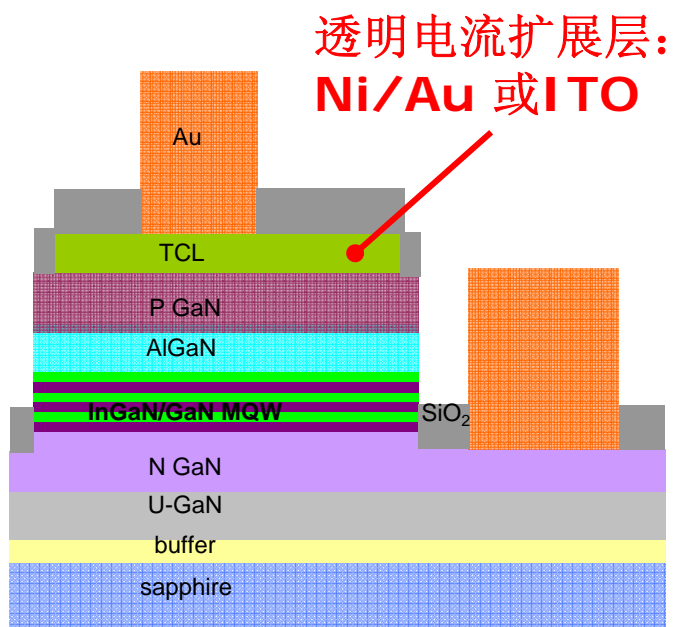 透明电流扩展层：
Ni/Au 或ITO
Au
TCL
P GaN
AlGaN
InGaN/GaN MQW
SiO₂
N GaN
U-GaN
buffer
sapphire